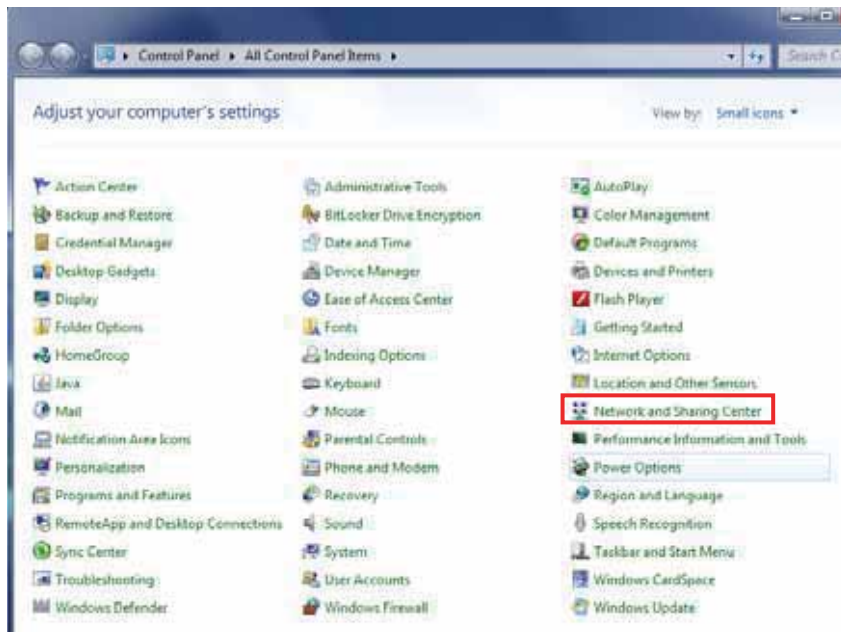 Control Panel ▸ All Control Panel Items ▸
Search C
Adjust your computer's settings
View by: Small icons
Action Center
Administrative Tools
AutoPlay
Backup and Restore
BitLocker Drive Encryption
Color Management
Credential Manager
Date and Time
Default Programs
Desktop Gadgets
Device Manager
Devices and Printers
Display
Ease of Access Center
Flash Player
Folder Options
Fonts
Getting Started
HomeGroup
Indexing Options
Internet Options
Java
Keyboard
Location and Other Sensors
Mail
Mouse
Network and Sharing Center
Notification Area Icons
Parental Controls
Performance Information and Tools
Personalization
Phone and Modem
Power Options
Programs and Features
Recovery
Region and Language
RemoteApp and Desktop Connections
Sound
Speech Recognition
Sync Center
System
Taskbar and Start Menu
Troubleshooting
User Accounts
Windows CardSpace
Windows Defender
Windows Firewall
Windows Update